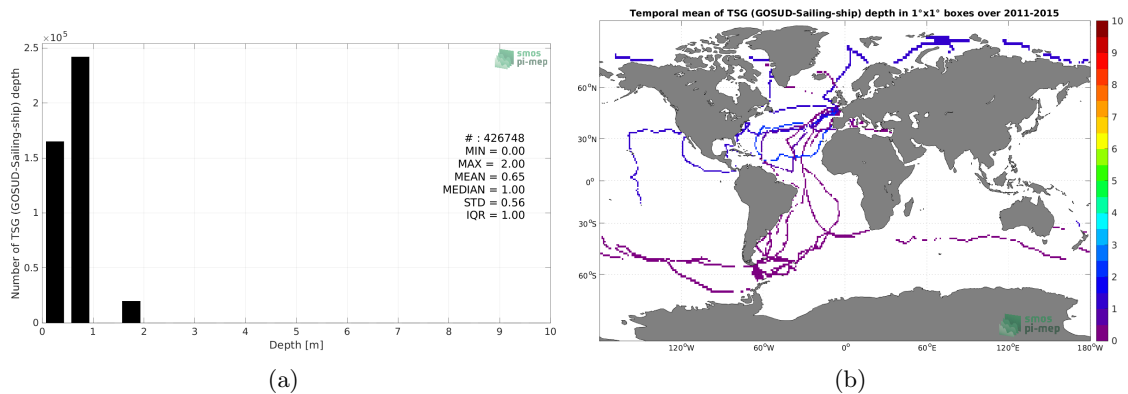 2.5
×10⁵
2
1.5
1
0.5
0
Number of TSG (GOSUD-Sailing-ship) depth
smos
pi-mep
# : 426748
MIN = 0.00
MAX = 2.00
MEAN = 0.65
MEDIAN = 1.00
STD = 0.56
IQR = 1.00
0 1 2 3 4 5 6 7 8 9 10
Depth [m]
(a)
Temporal mean of TSG (GOSUD-Sailing-ship) depth in 1°x1° boxes over 2011-2015
60°N
30°N
0°
30°S
60°S
120°W 60°W 0° 60°E 120°E 180°W
smos
pi-mep
10
9
8
7
6
5
4
3
2
1
0
(b)